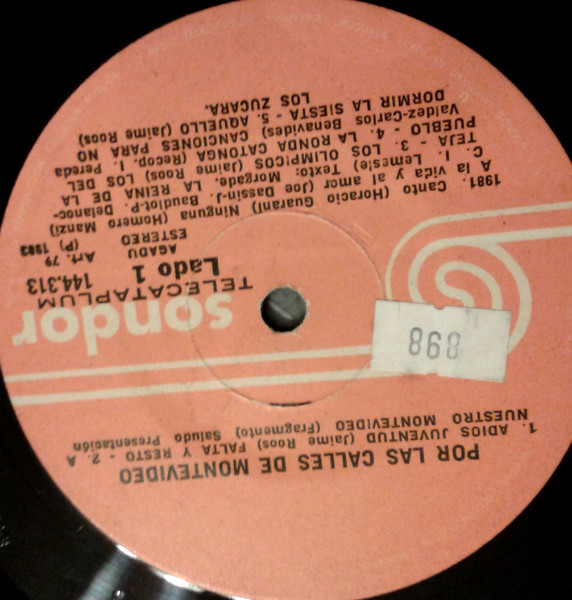 POR LAS CALLES DE MONTEVIDEO
1. ADIOS JUVENTUD (Jaime Roos) FALTA Y RESTO - 2. A
NUESTRO MONTEVIDEO (Fragmento) Saludo Presentación
898
sondor
TELECATAPLUM
144.313
Lado 1
Art. 79
AGADU
(P) 1983
ESTEREO
1981. Canto (Horacio Guarani) Ninguna (Homero Manzi)
A la vida y al amor (Joe Dassin-J. Baudlot-P. Delanoe-
C. Lemesle) Texto: Morgade. LA REINA DE LA
TEJA - 3. LOS OLIMPICOS (Jaime Roos) LOS DEL
PUEBLO - 4. LA RONDA CATONGA (Recop. I. Pereda
Valdez-Carlos Benavides) CANCIONES PARA NO
DORMIR LA SIESTA - 5. AQUELLO (Jaime Roos)
LOS ZUCARA.